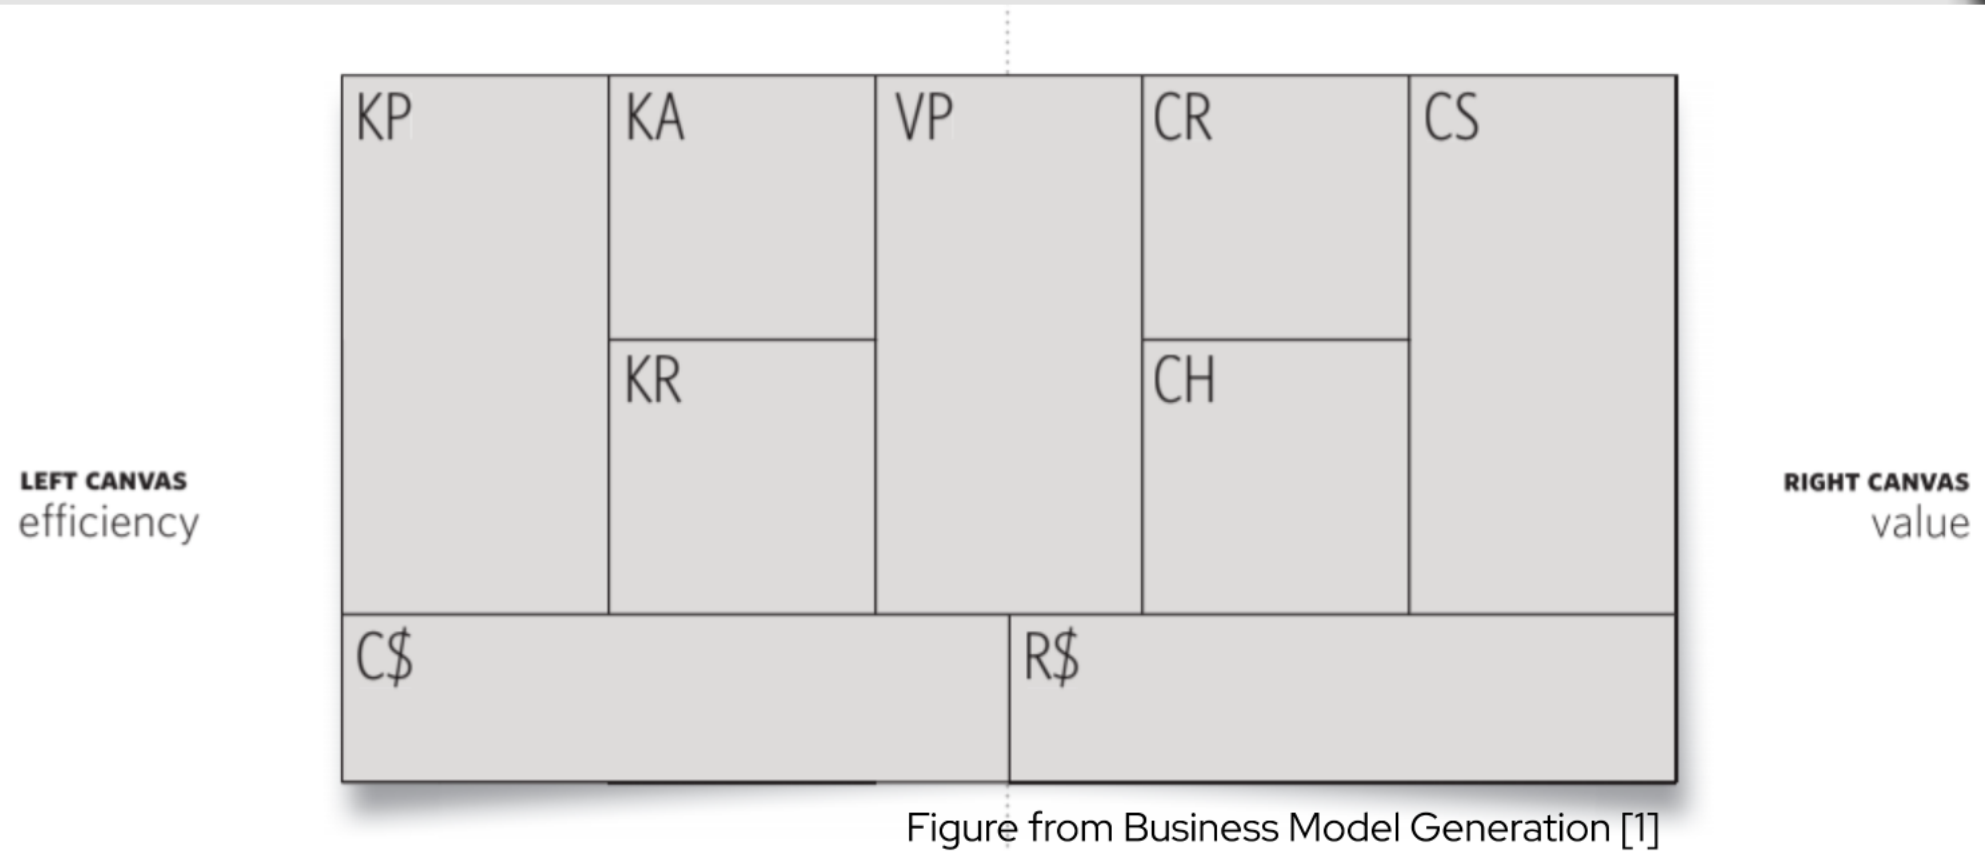 KP
KA
VP
CR
CS
KR
CH
LEFT CANVAS
efficiency
RIGHT CANVAS
value
C$
R$
Figure from Business Model Generation [1]